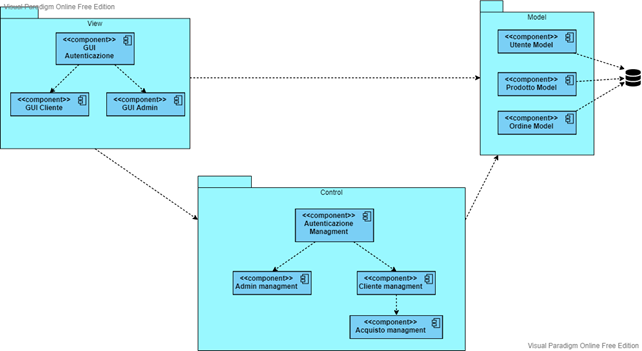 Visual Paradigm Online Free Edition
View
<<component>>
GUI
Autenticazione
<<component>>
GUI Cliente
<<component>>
GUI Admin
Model
<<component>>
Utente Model
<<component>>
Prodotto Model
<<component>>
Ordine Model
Control
<<component>>
Autenticazione
Managment
<<component>>
Admin managment
<<component>>
Cliente managment
<<component>>
Acquisto managment
Visual Paradigm Online Free Edition